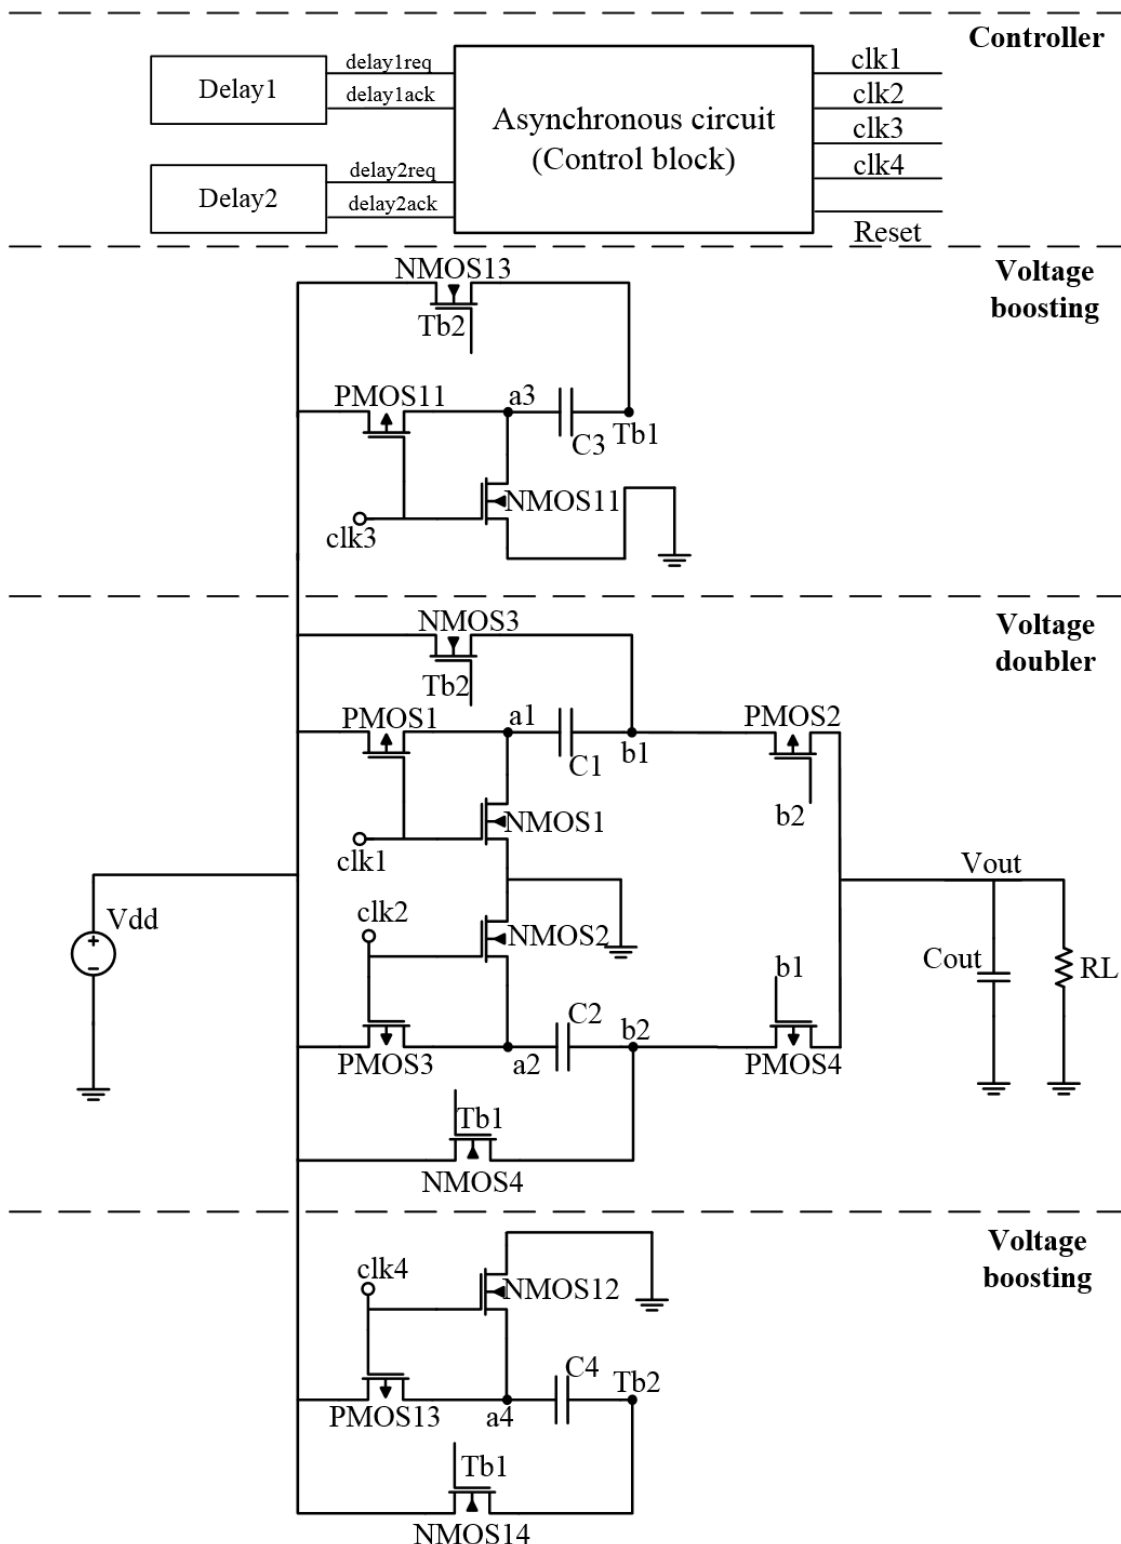 Controller
delay1req
clk1
Delay1
delay1ack
clk2
Asynchronous circuit
clk3
(Control block)
delay2req
clk4
Delay2
delay2ack
Reset
NMOS13
Voltage
boosting
Tb2
PMOS11
a3
Tb1
C3
NMOS11
clk3
NMOS3
Voltage
doubler
Tb2
PMOS1
a1
PMOS2
b1
C1
b2
NMOS1
clk1
Vout
clk2
Vdd
NMOS2
Cout
b1
RL
C2
b2
PMOS3
a2
PMOS4
Tb1
NMOS4
Voltage
boosting
clk4
NMOS12
C4
Tb2
PMOS13
a4
Tb1
NMOS14